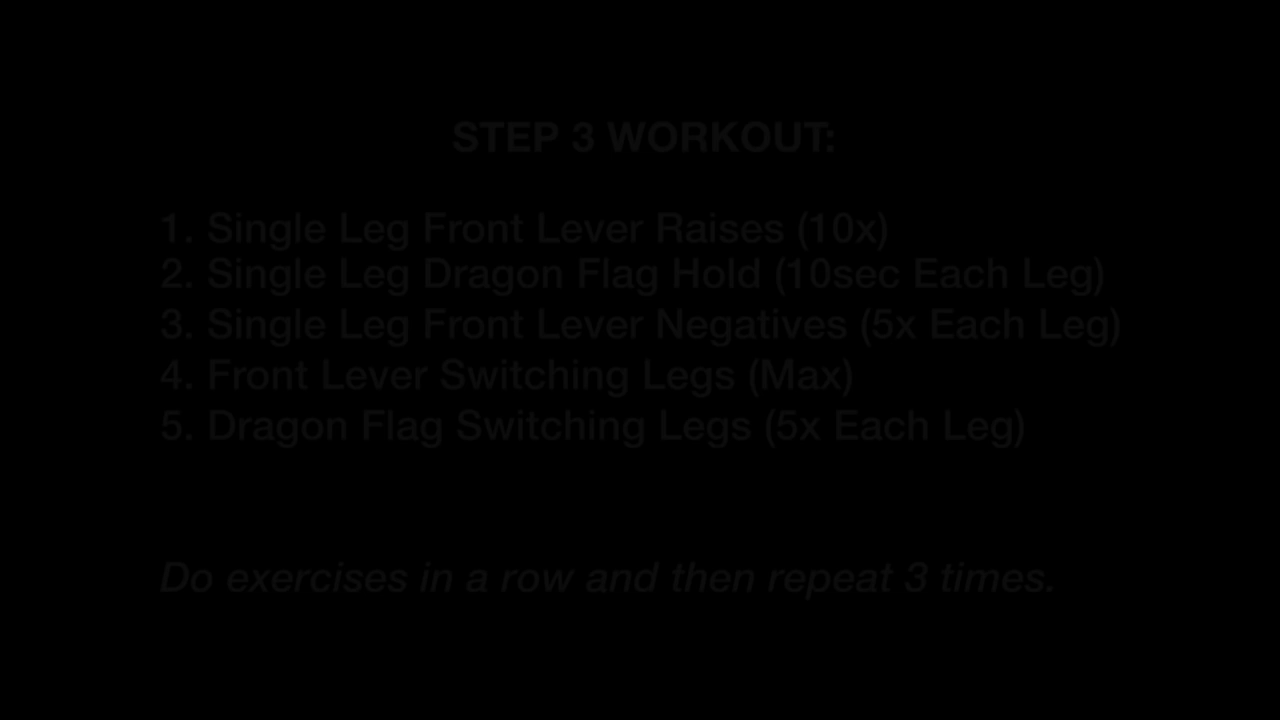 STEP 3 WORKOUT:
1. Single Leg Front Lever Raises (10x)
2. Single Leg Dragon Flag Hold (10sec Each Leg)
3. Single Leg Front Lever Negatives (5x Each Leg)
4. Front Lever Switching Legs (Max)
5. Dragon Flag Switching Legs (5x Each Leg)
Do exercises in a row and then repeat 3 times.